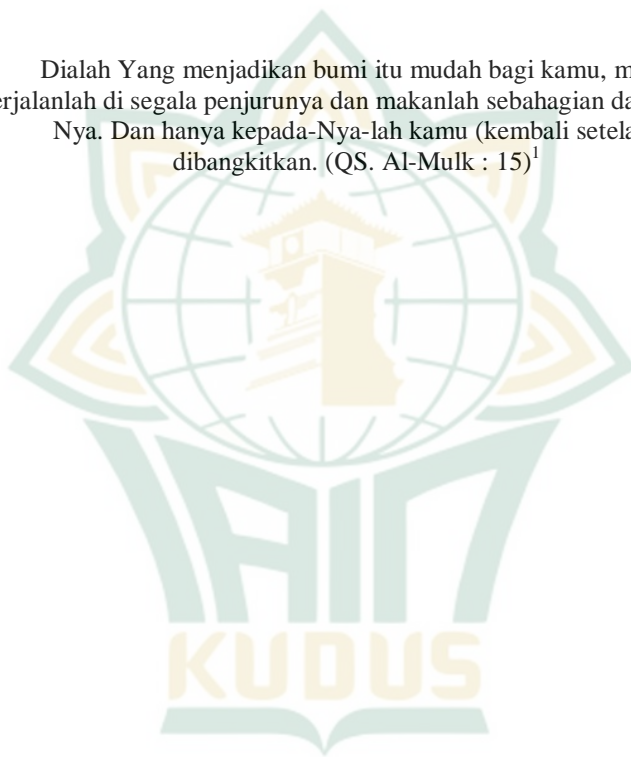 Dialah Yang menjadikan bumi itu mudah bagi kamu, m
erjalanlah di segala penjurunya dan makanlah sebahagian da
Nya. Dan hanya kepada-Nya-lah kamu (kembali setela
dibangkitkan. (QS. Al-Mulk : 15)1
IAIN
KUDUS